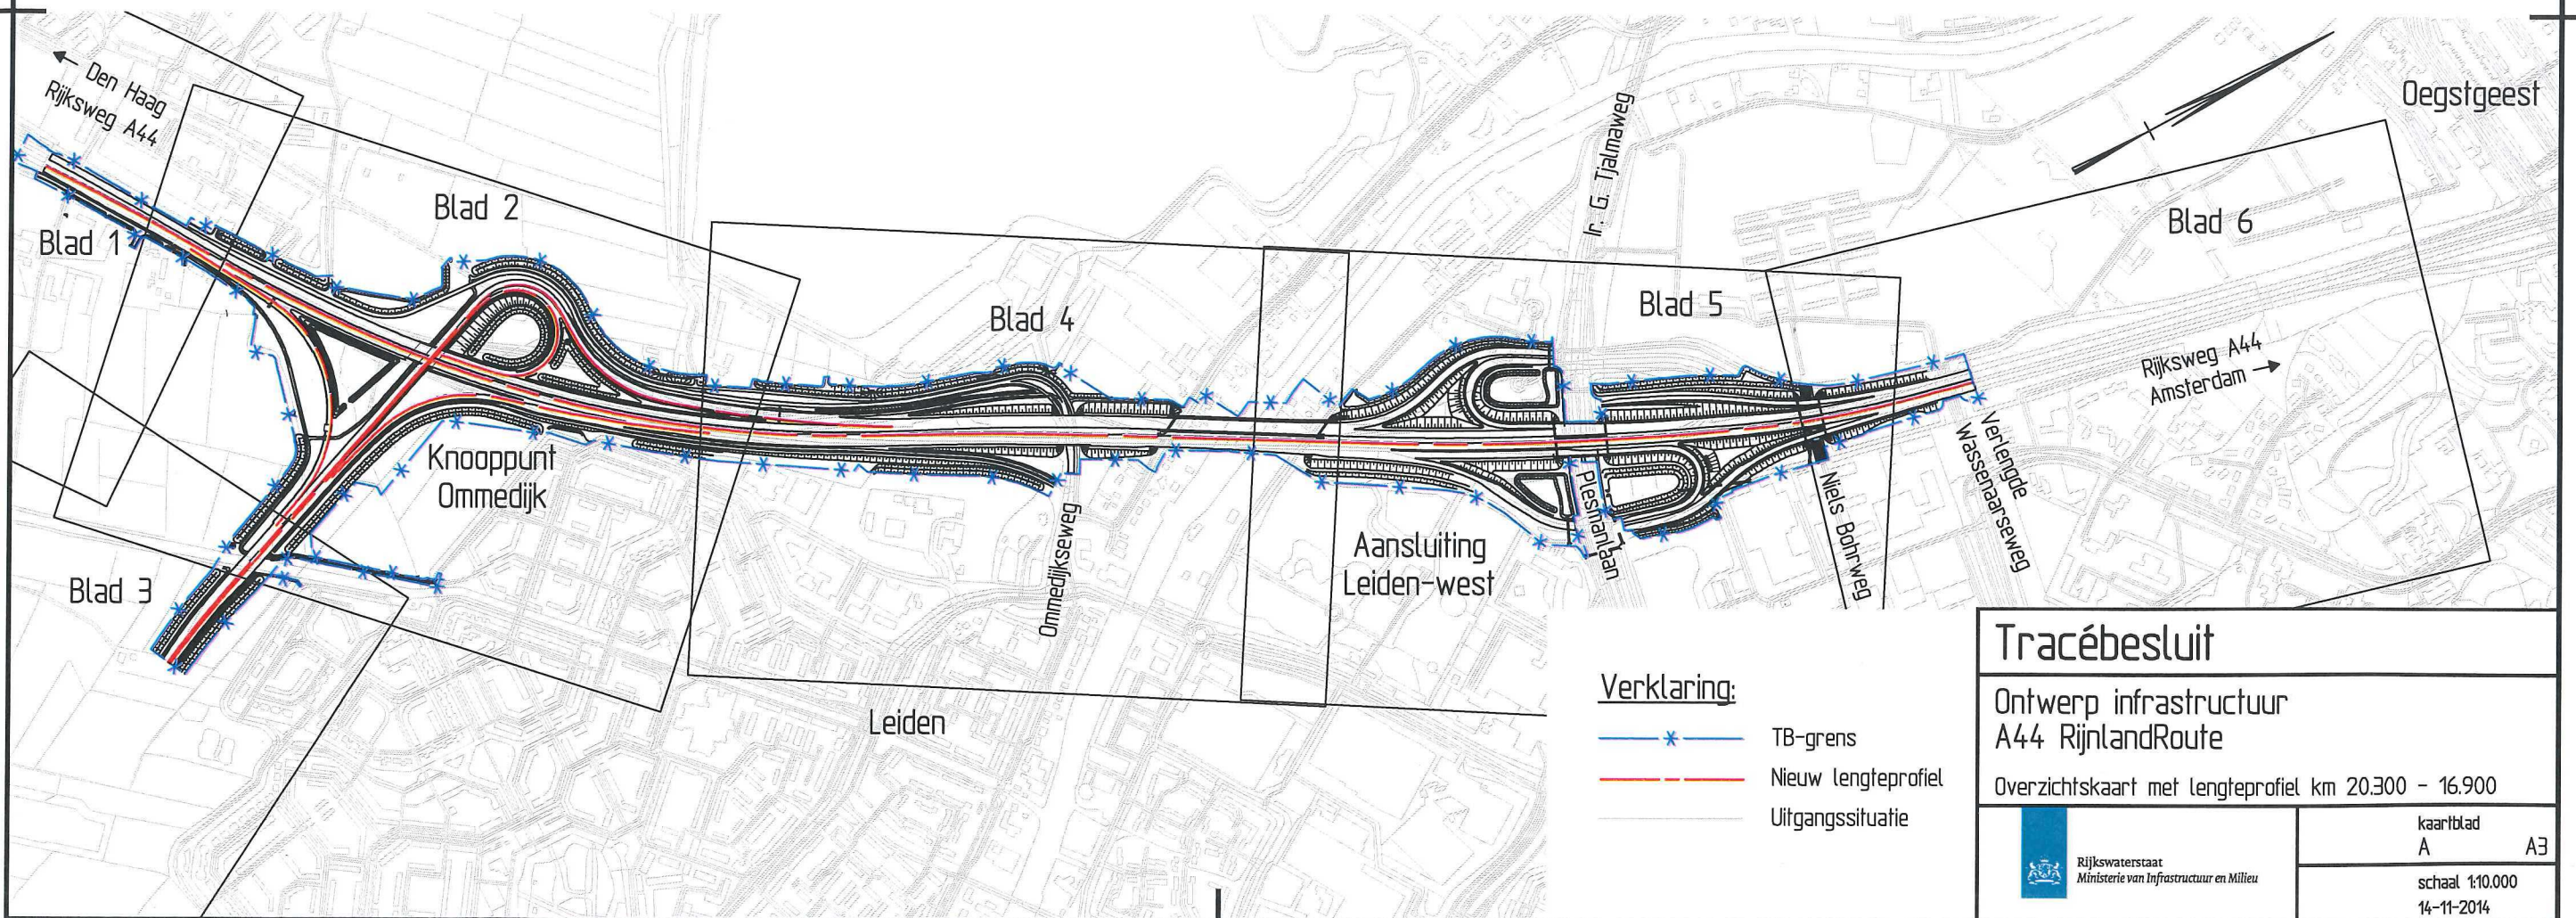 Den Haag
Rijksweg A44
Oegstgeest
Blad 1
Blad 2
Blad 4
Ir. G. Tjalmaweg
Blad 5
Blad 6
Rijksweg A44
Amsterdam
Knooppunt
Ommedijk
Blad 3
Ommedijkseweg
Aansluiting
Leiden-west
Plesmanlaan
Niels Bohrweg
Verlengde
Wassenaarseweg
Leiden
Verklaring:
TB-grens
Nieuw lengteprofiel
Uitgangssituatie
Tracébesluit
Ontwerp infrastructuur
A44 RijnlandRoute
Overzichtskaart met lengteprofiel km 20.300 - 16.900
Rijkswaterstaat
Ministerie van Infrastructuur en Milieu
kaartblad
A A3
schaal 1:10.000
14-11-2014